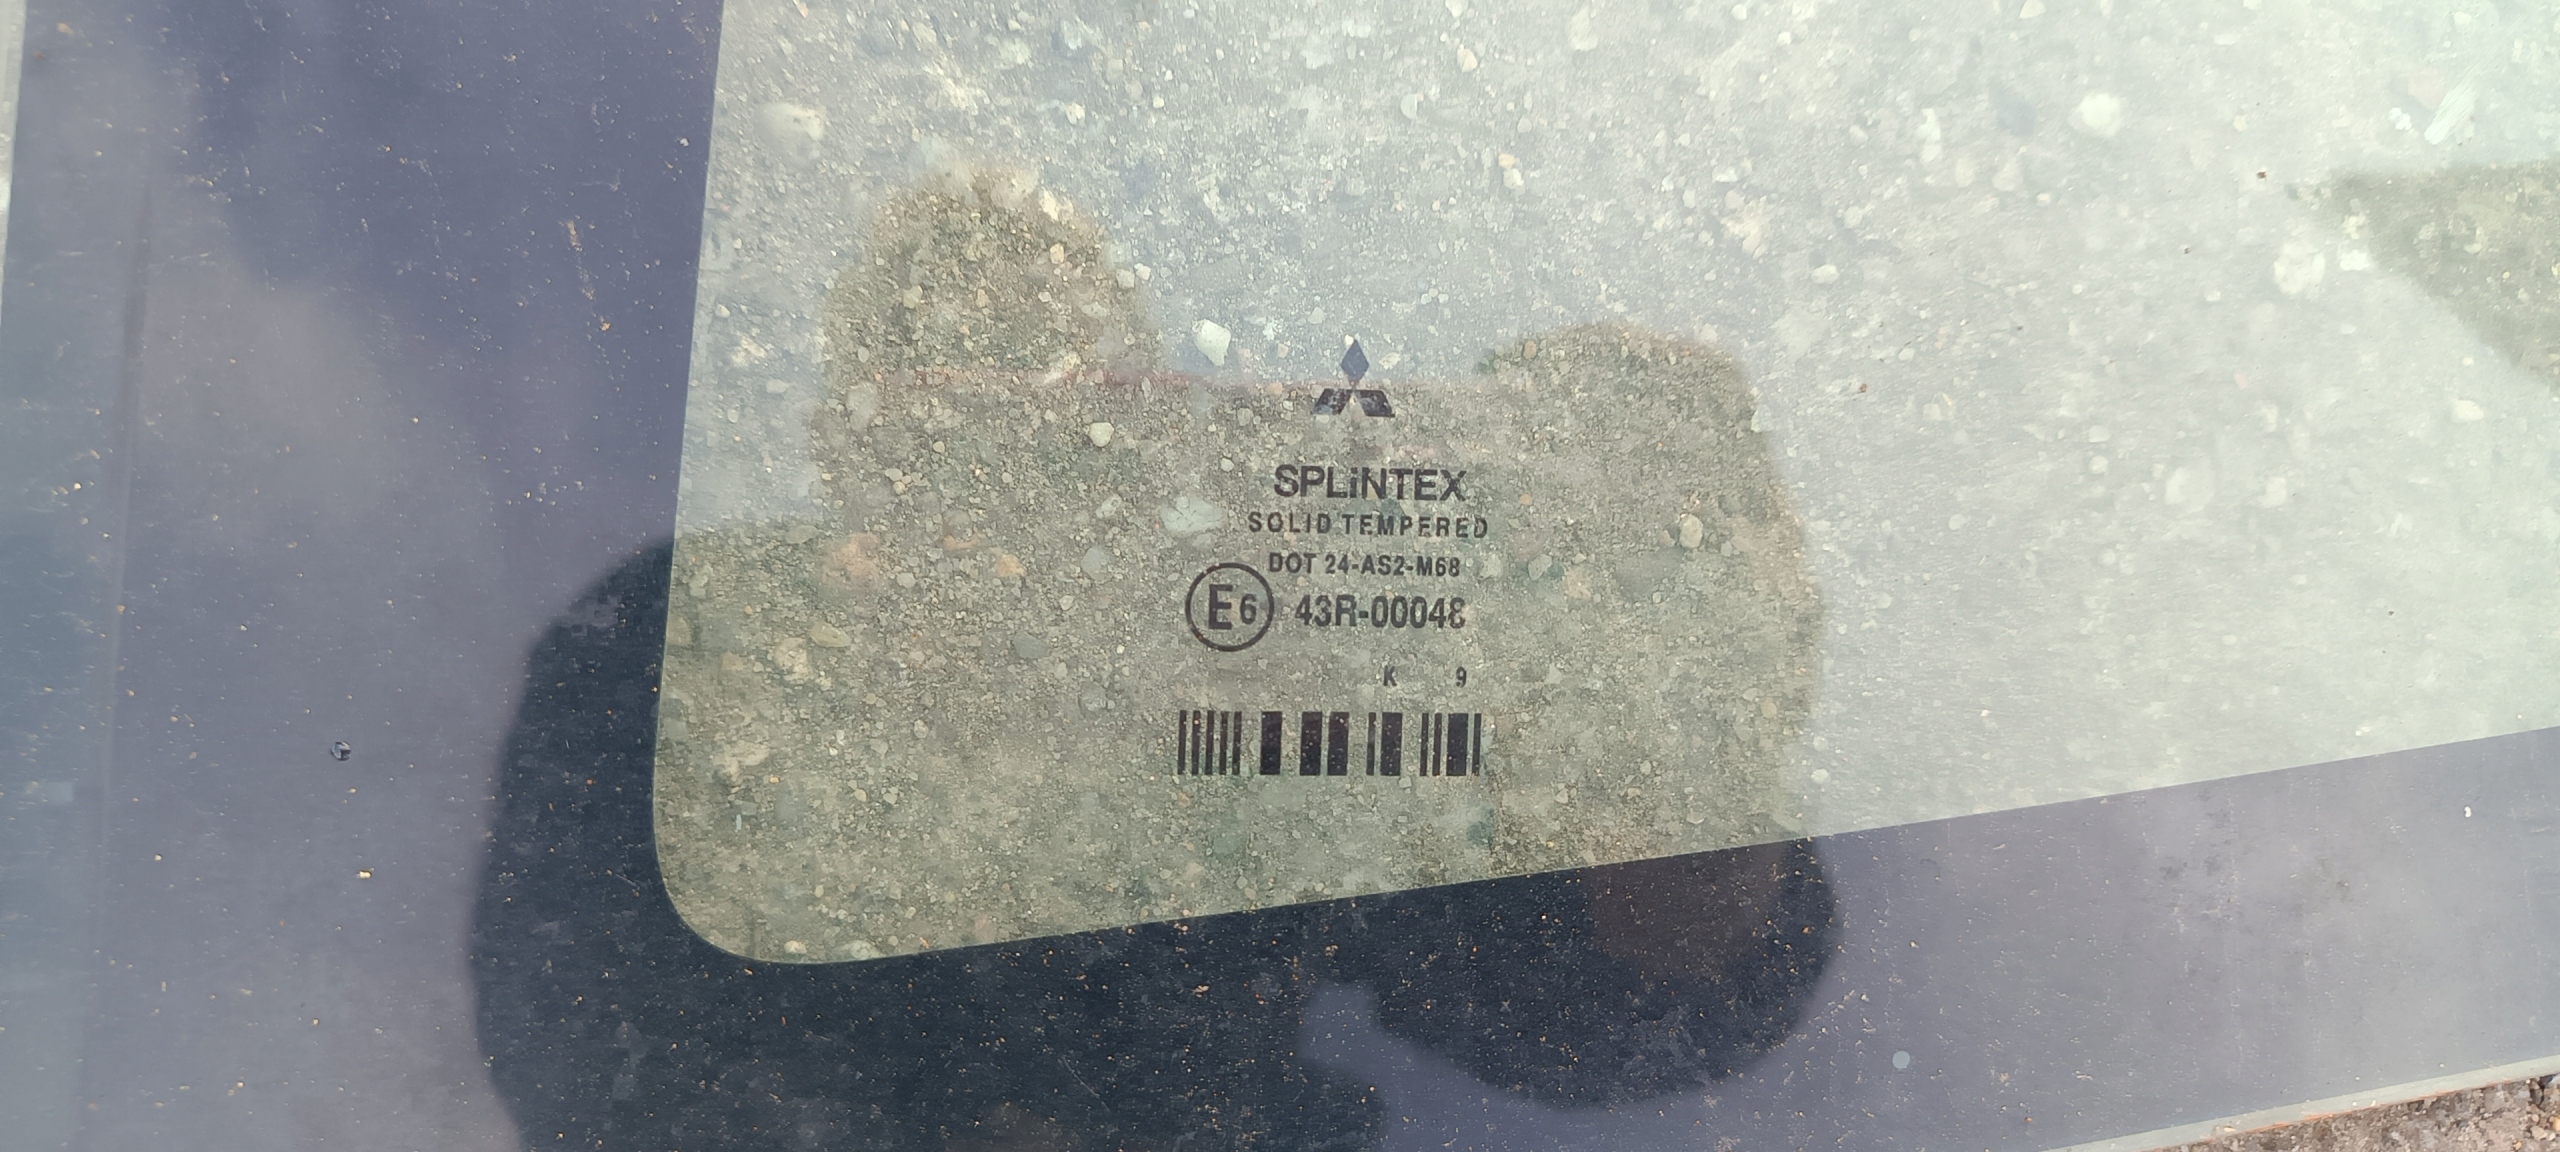 SPLiNTEX
SOLID TEMPERED
DOT 24-AS2-M68
E6 43R-00048
K 9